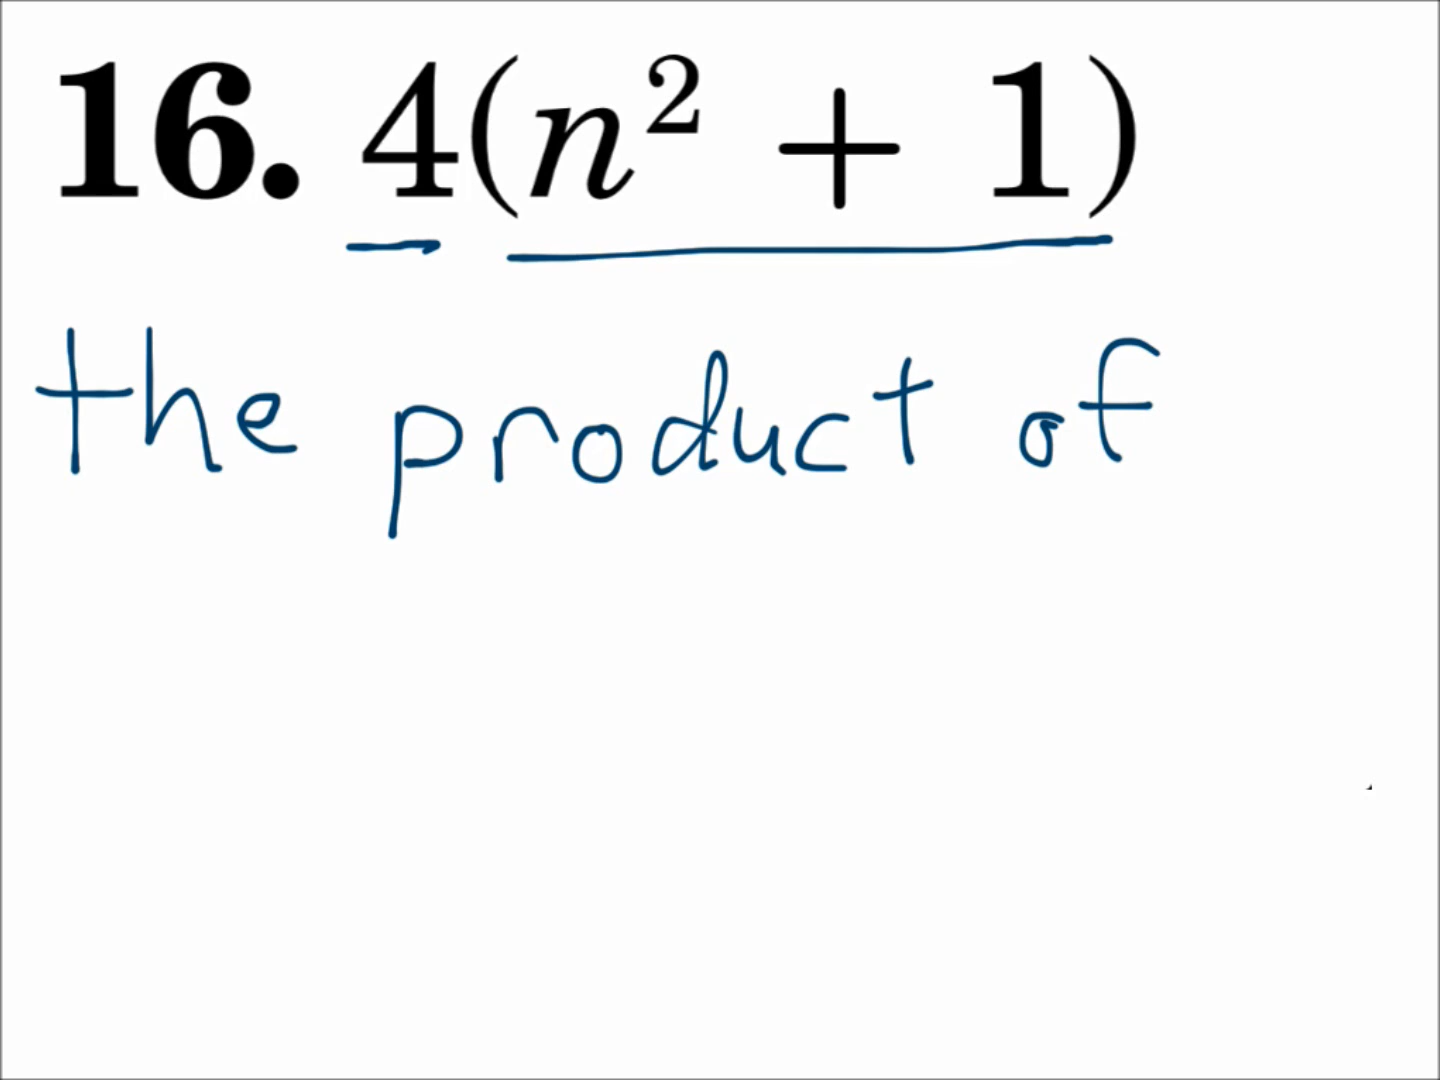 16. 4(n² + 1)
the product of